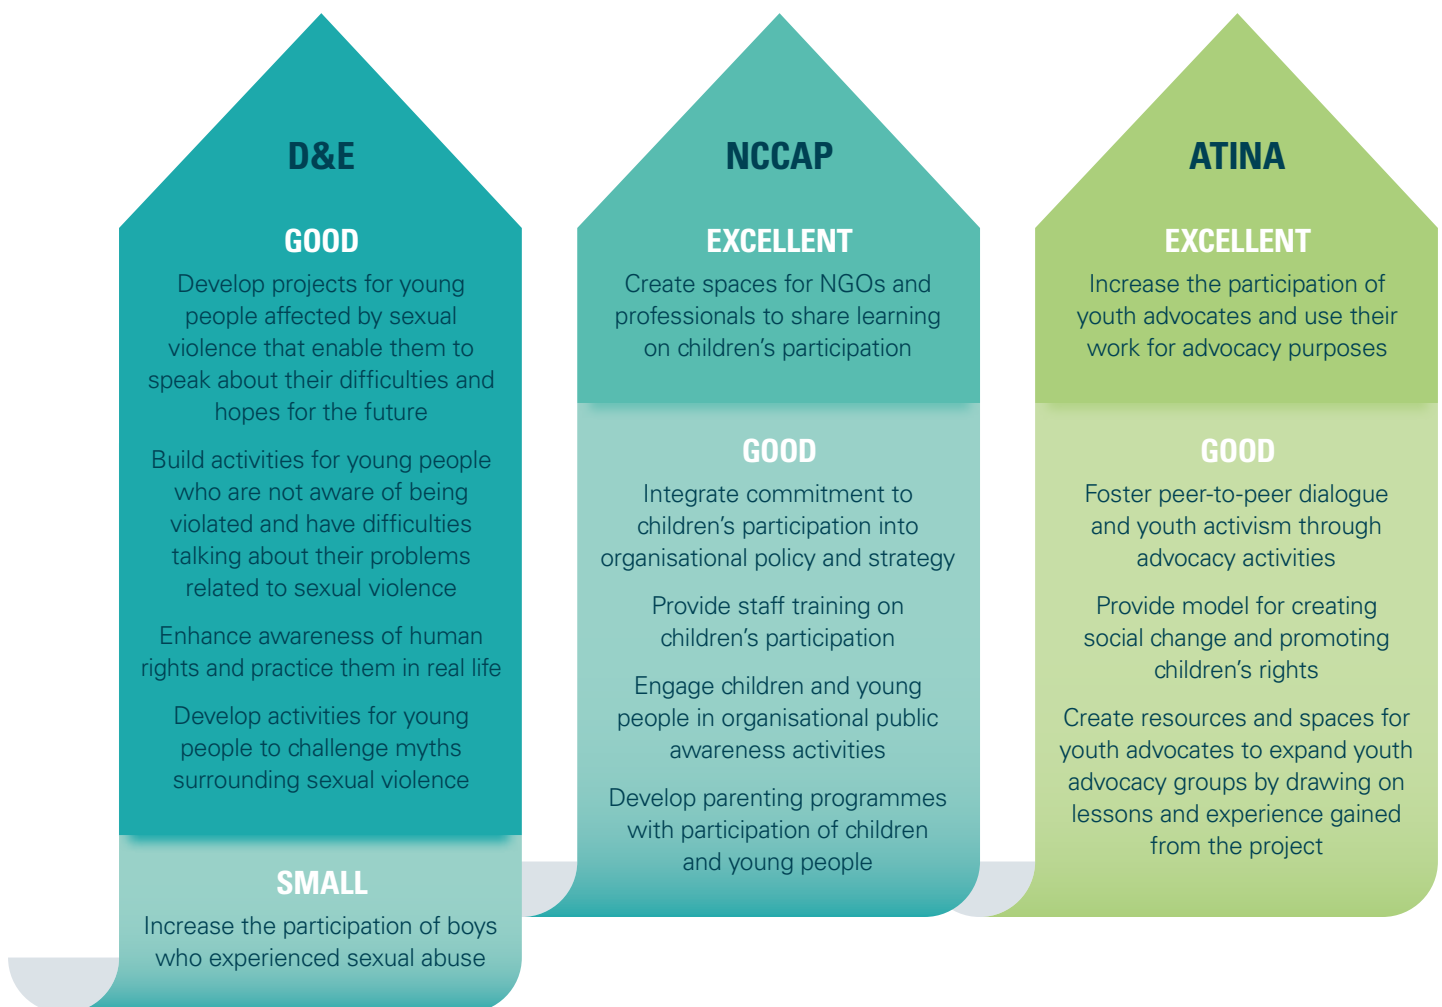 D&E
GOOD
Develop projects for young
people affected by sexual
violence that enable them to
speak about their difficulties and
hopes for the future
Build activities for young people
who are not aware of being
violated and have difficulties
talking about their problems
related to sexual violence
Enhance awareness of human
rights and practice them in real life
Develop activities for young
people to challenge myths
surrounding sexual violence
SMALL
Increase the participation of boys
who experienced sexual abuse
NCCAP
EXCELLENT
Create spaces for NGOs and
professionals to share learning
on children’s participation
GOOD
Integrate commitment to
children’s participation into
organisational policy and strategy
Provide staff training on
children’s participation
Engage children and young
people in organisational public
awareness activities
Develop parenting programmes
with participation of children
and young people
ATINA
EXCELLENT
Increase the participation of
youth advocates and use their
work for advocacy purposes
GOOD
Foster peer-to-peer dialogue
and youth activism through
advocacy activities
Provide model for creating
social change and promoting
children’s rights
Create resources and spaces for
youth advocates to expand youth
advocacy groups by drawing on
lessons and experience gained
from the project